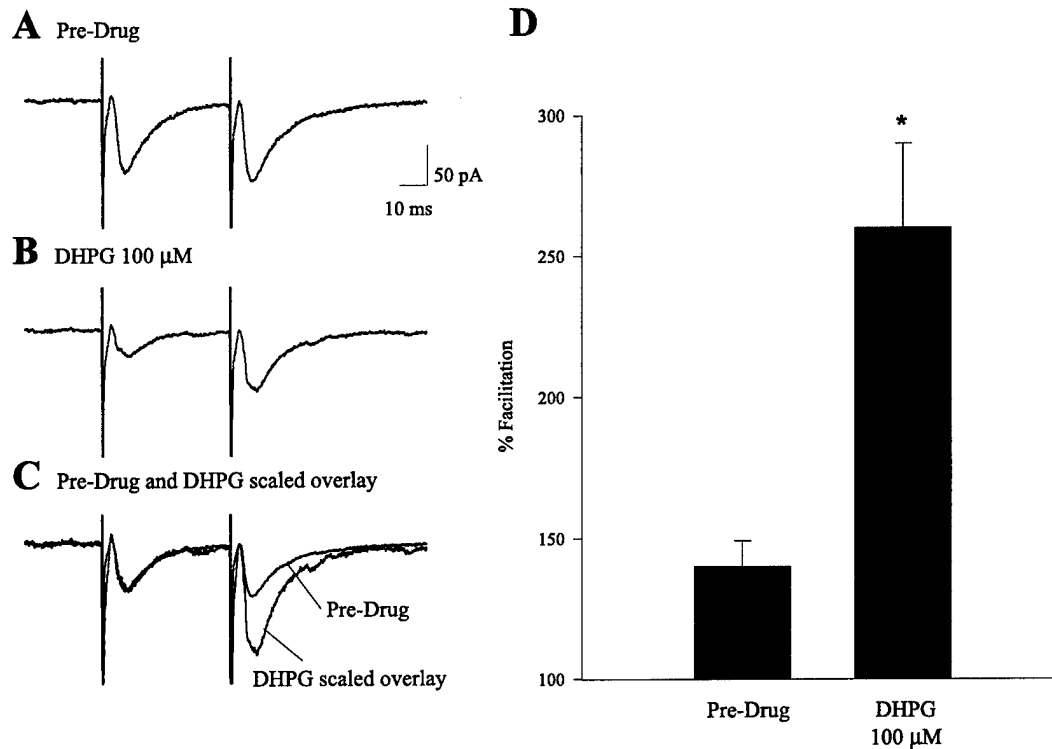 A Pre-Drug
50 pA
10 ms
B DHPG 100 μM
C Pre-Drug and DHPG scaled overlay
Pre-Drug
DHPG scaled overlay
D
% Facilitation
300
250
200
150
100
*
Pre-Drug
DHPG
100 μM